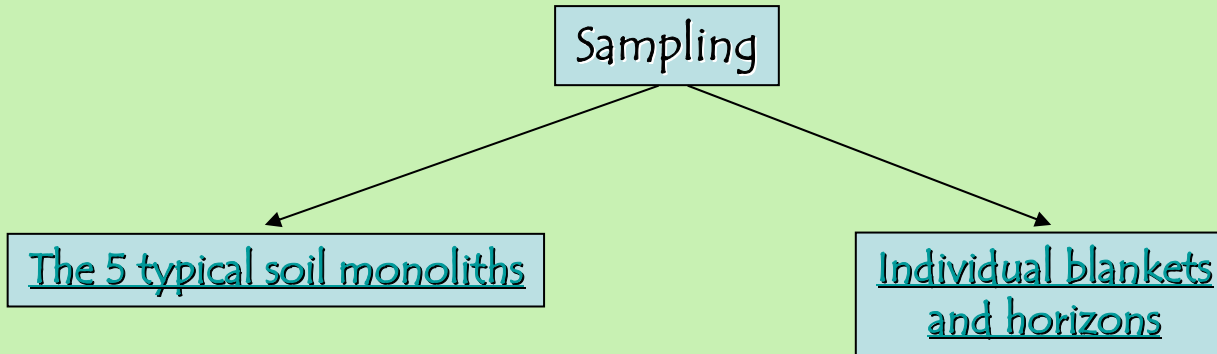 Sampling
The 5 typical soil monoliths
Individual blankets
and horizons